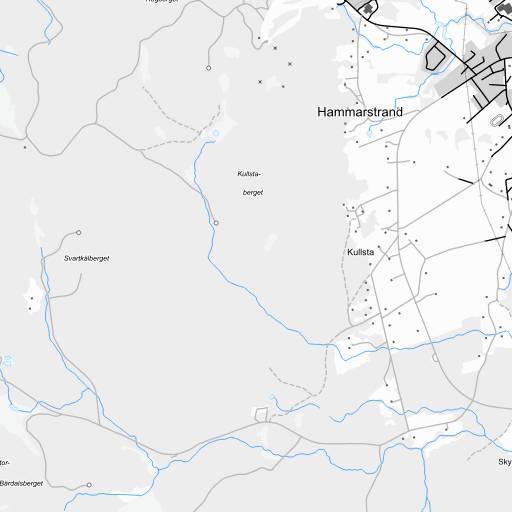 Hammarstrand
Kullsta-
berget
Kullsta
Svartkälberget
Bärdalsberget
Sky